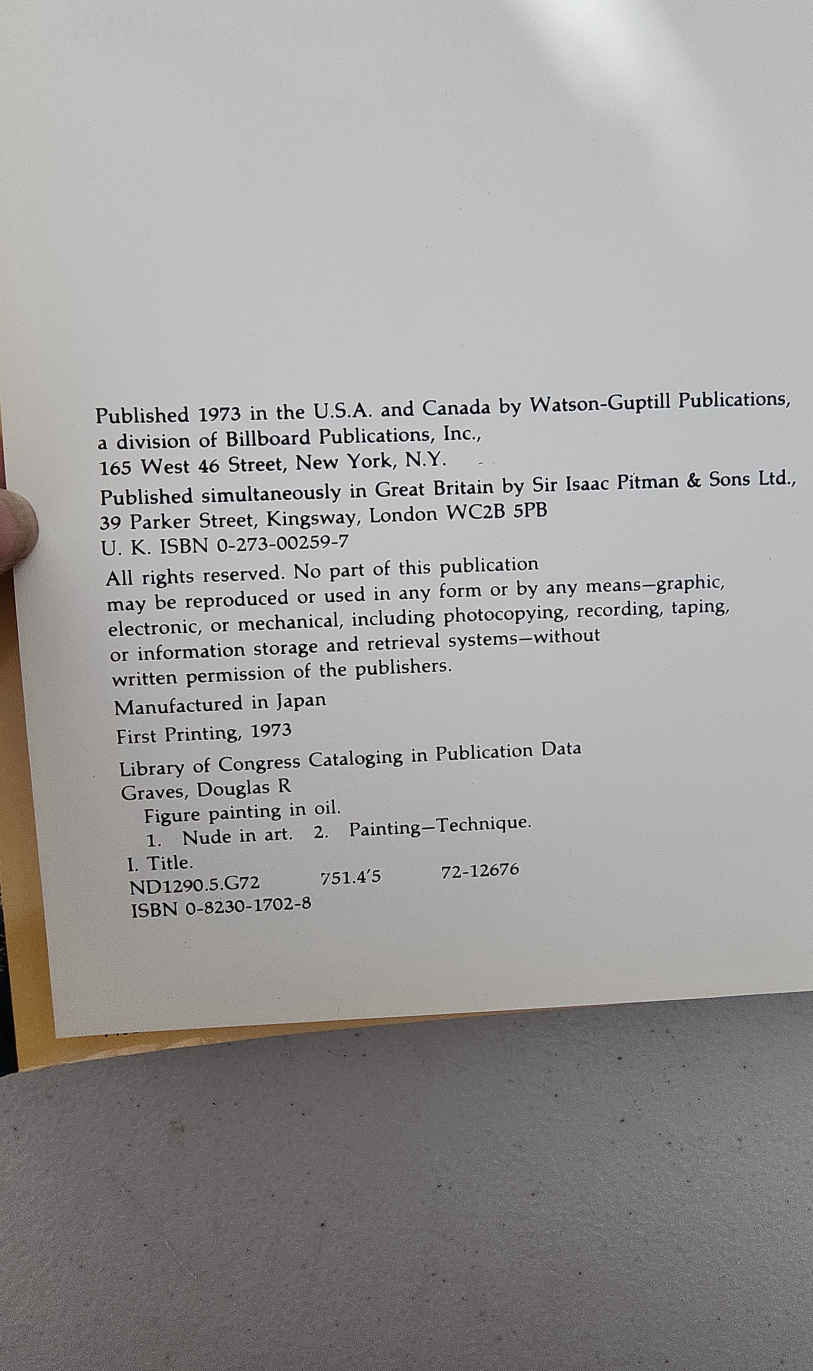 Published 1973 in the U.S.A. and Canada by Watson-Guptill Publications,
a division of Billboard Publications, Inc.,
165 West 46 Street, New York, N.Y.
Published simultaneously in Great Britain by Sir Isaac Pitman & Sons Ltd.,
39 Parker Street, Kingsway, London WC2B 5PB
U. K. ISBN 0-273-00259-7
All rights reserved. No part of this publication
may be reproduced or used in any form or by any means—graphic,
electronic, or mechanical, including photocopying, recording, taping,
or information storage and retrieval systems—without
written permission of the publishers.
Manufactured in Japan
First Printing, 1973
Library of Congress Cataloging in Publication Data
Graves, Douglas R
Figure painting in oil.
1. Nude in art. 2. Painting—Technique.
I. Title.
ND1290.5.G72 751.4'5 72-12676
ISBN 0-8230-1702-8